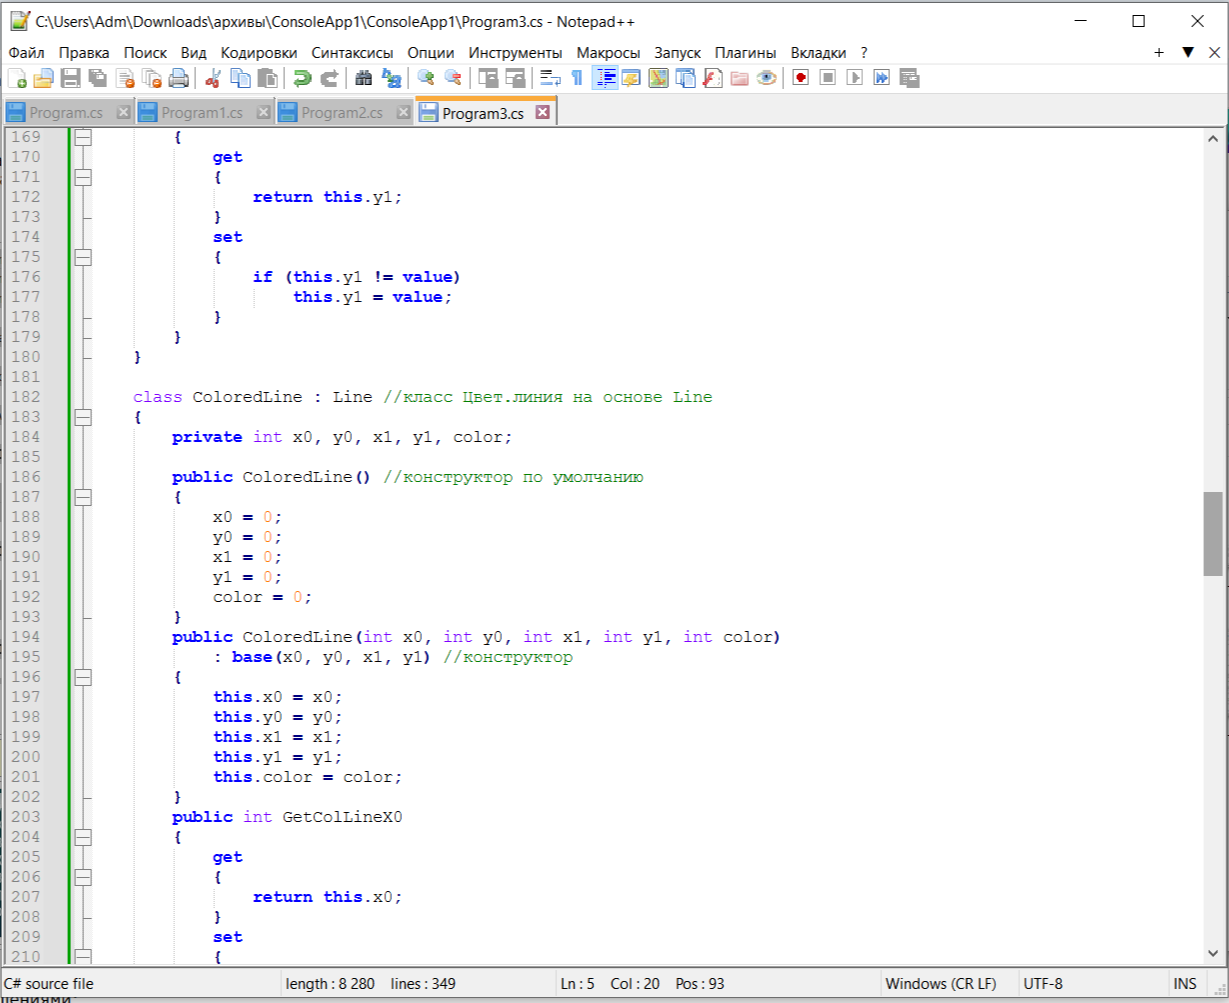 C:\Users\Adm\Downloads\архивы\ConsoleApp1\ConsoleApp1\Program3.cs - Notepad++
Файл Правка Поиск Вид Кодировки Синтаксисы Опции Инструменты Макросы Запуск Плагины Вкладки ?
Program.cs Program1.cs Program2.cs Program3.cs
169 {
170 get
171 {
172 return this.y1;
173 }
174 set
175 {
176 if (this.y1 != value)
177 this.y1 = value;
178 }
179 }
180 }
181
182 class ColoredLine : Line //класс Цвет.линия на основе Line
183 {
184 private int x0, y0, x1, y1, color;
185
186 public ColoredLine() //конструктор по умолчанию
187 {
188 x0 = 0;
189 y0 = 0;
190 x1 = 0;
191 y1 = 0;
192 color = 0;
193 }
194 public ColoredLine(int x0, int y0, int x1, int y1, int color)
195 : base(x0, y0, x1, y1) //конструктор
196 {
197 this.x0 = x0;
198 this.y0 = y0;
199 this.x1 = x1;
200 this.y1 = y1;
201 this.color = color;
202 }
203 public int GetColLineX0
204 {
205 get
206 {
207 return this.x0;
208 }
209 set
210 {
C# source file length : 8 280 lines : 349 Ln : 5 Col : 20 Pos : 93 Windows (CR LF) UTF-8 INS